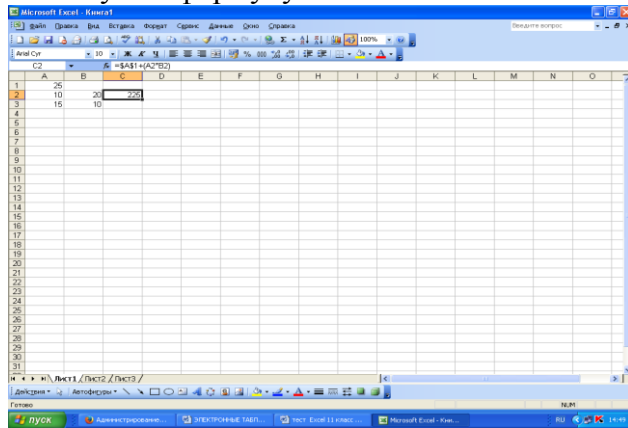 Microsoft Excel - Книга1
Файл Правка Вид Вставка Формат Сервис Данные Окно Справка Введите вопрос
100%
Arial Cyr 10 Ж К Ч % 000
C2 fx =$A$1+(A2*B2)
A B C D E F G H I J K L M N O
1 25
2 10 20 225
3 15 10
4
5
6
7
8
9
10
11
12
13
14
15
16
17
18
19
20
21
22
23
24
25
26
27
28
29
30
31
Лист1 / Лист2 / Лист3
Действия Автофигуры
Готово NUM
пуск Администрирование... ЭЛЕКТРОННЫЕ ТАБЛ... тест Excel 11 класс ... Microsoft Excel - Кни... RU 14:49